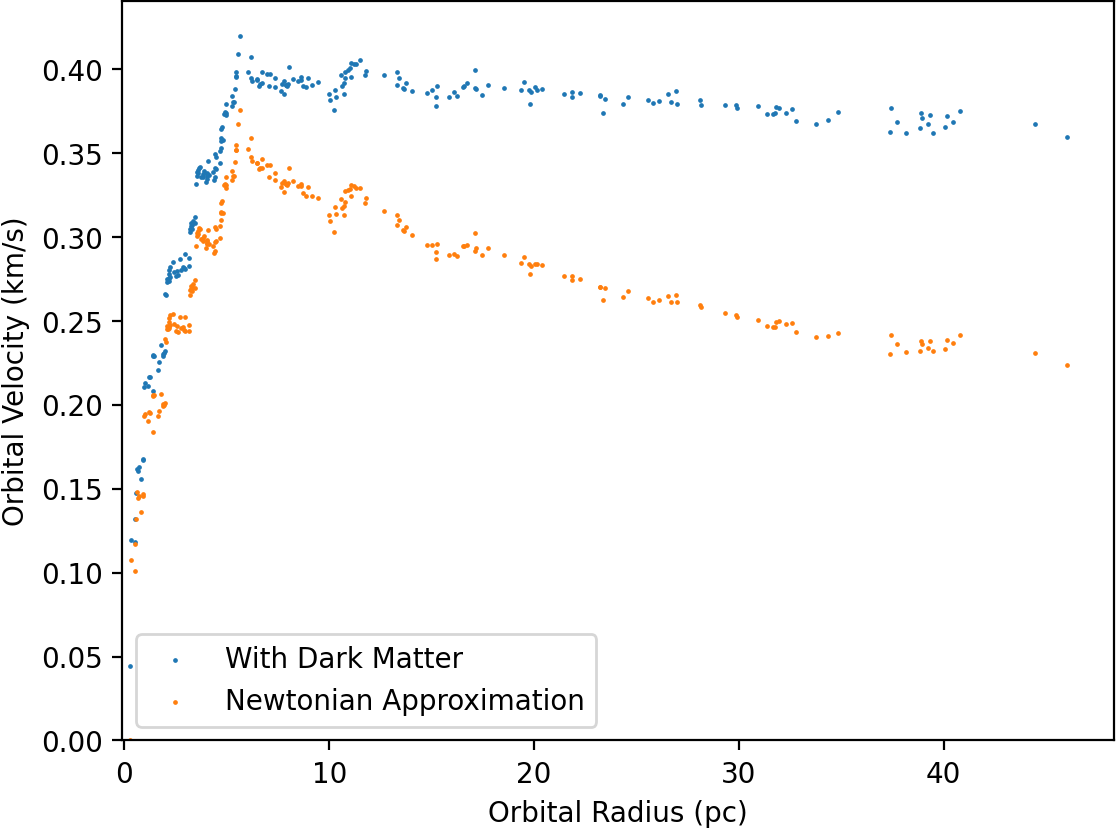 0.40
0.35
0.30
0.25
0.20
0.15
0.10
0.05
0.00
Orbital Velocity (km/s)
With Dark Matter
Newtonian Approximation
0 10 20 30 40
Orbital Radius (pc)